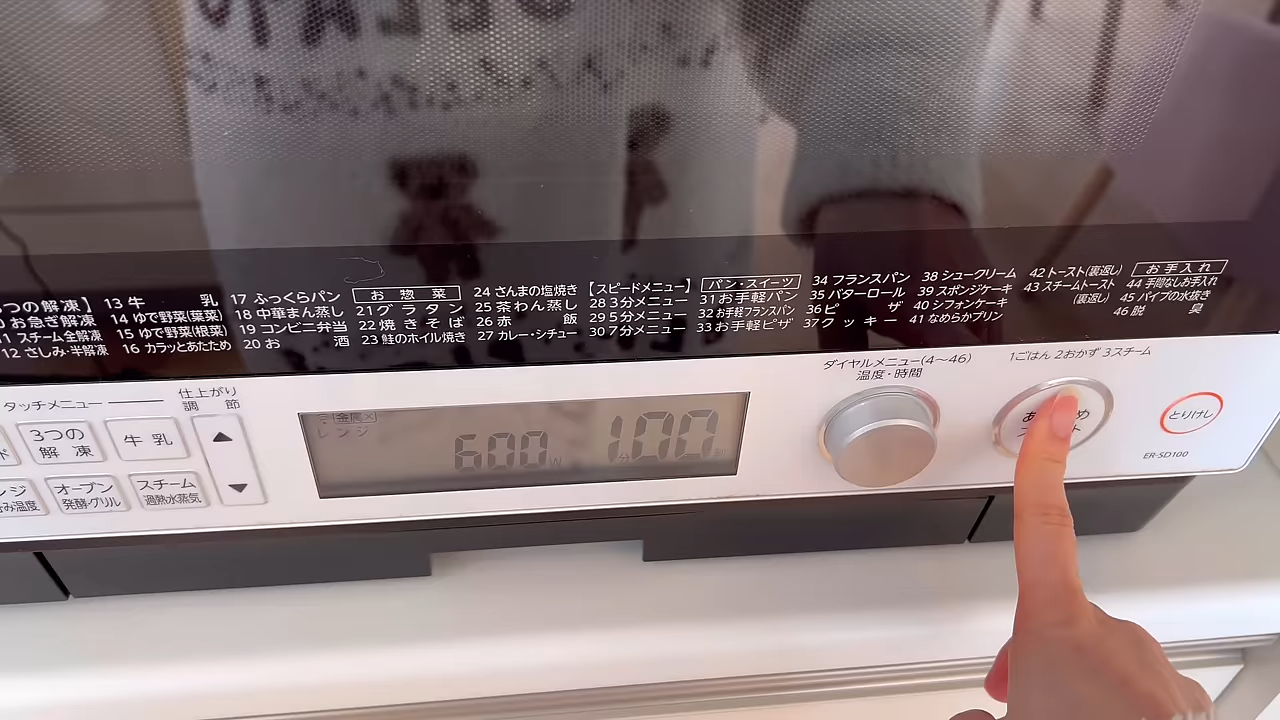 つの解凍】
お急ぎ解凍
11 スチーム全解凍
12 さしみ・半解凍
13 牛 乳
14 ゆで野菜(葉菜)
15 ゆで野菜(根菜)
16 カラッとあたため
17 ふっくらパン
18 中華まん蒸し
19 コンビニ弁当
20 お 酒
お惣菜
21 グラタン
22 焼きそば
23 鮭のホイル焼き
24 さんまの塩焼き
25 茶わん蒸し
26 赤 飯
27 カレー・シチュー
【スピードメニュー】
28 3分メニュー
29 5分メニュー
30 7分メニュー
パン・スイーツ
31 お手軽パン
32 お手軽フランスパン
33 お手軽ピザ
34 フランスパン
35 バターロール
36 ピ ザ
37 クッキー
38 シュークリーム
39 スポンジケーキ
40 シフォンケーキ
41 なめらかプリン
42 トースト(裏返し)
43 スチームトースト
(裏返し)
お手入れ
44 手間なしお手入れ
45 パイプの水抜き
46 脱 臭
タッチメニュー
仕上がり
調 節
3つの
解凍
牛乳
オーブン
発酵・グリル
スチーム
過熱水蒸気
金属×
レンジ
600W
1分00
ダイヤルメニュー(4〜46)
温度・時間
1ごはん 2おかず 3スチーム
とりけし
ER-SD100